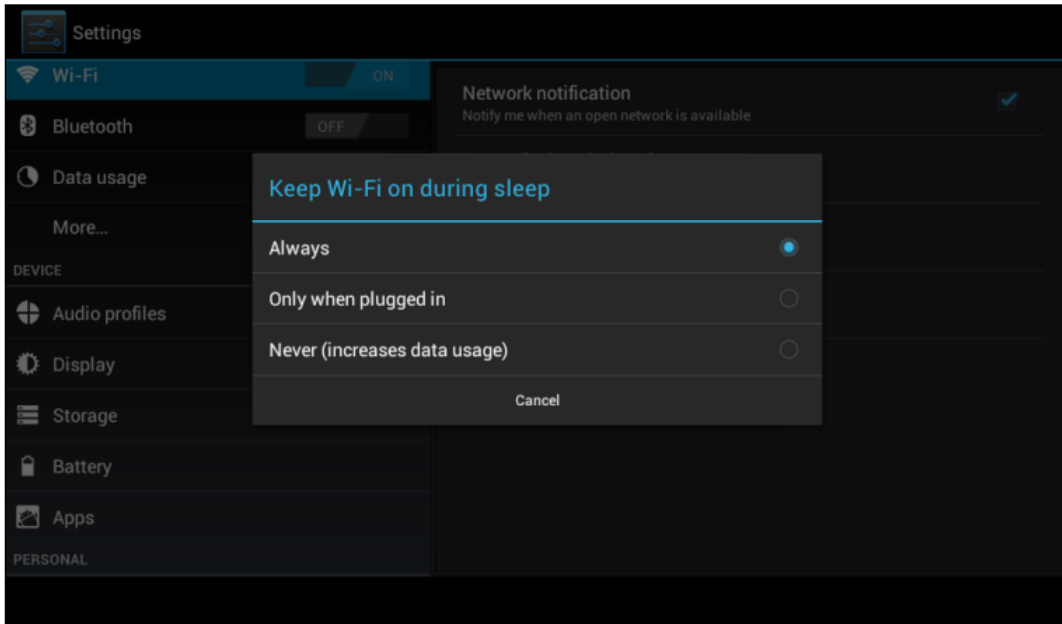 Settings
Wi-Fi
ON
Bluetooth
OFF
Data usage
More...
DEVICE
Audio profiles
Display
Storage
Battery
Apps
PERSONAL
Network notification
Notify me when an open network is available
Keep Wi-Fi on during sleep
Always
Only when plugged in
Never (increases data usage)
Cancel